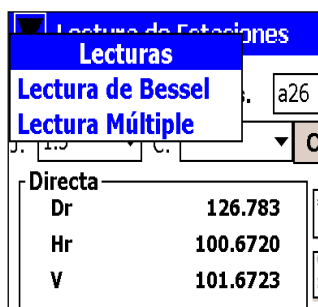 Lectura de Estaciones
Lecturas
Lectura de Bessel
Lectura Múltiple
a26
1.5
Directa
Dr 126.783
Hr 100.6720
V 101.6723